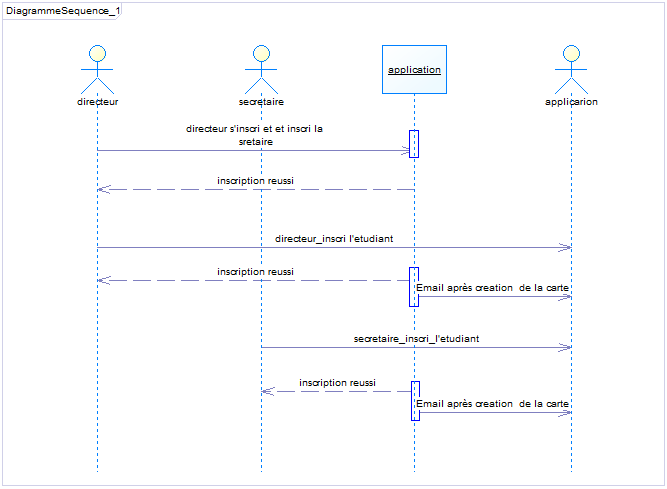 DiagrammeSequence_1
directeur
secretaire
application
applicarion
directeur s'inscri et et inscri la
sretaire
inscription reussi
directeur_inscri l'etudiant
inscription reussi
Email après creation de la carte
secretaire_inscri_l'etudiant
inscription reussi
Email après creation de la carte